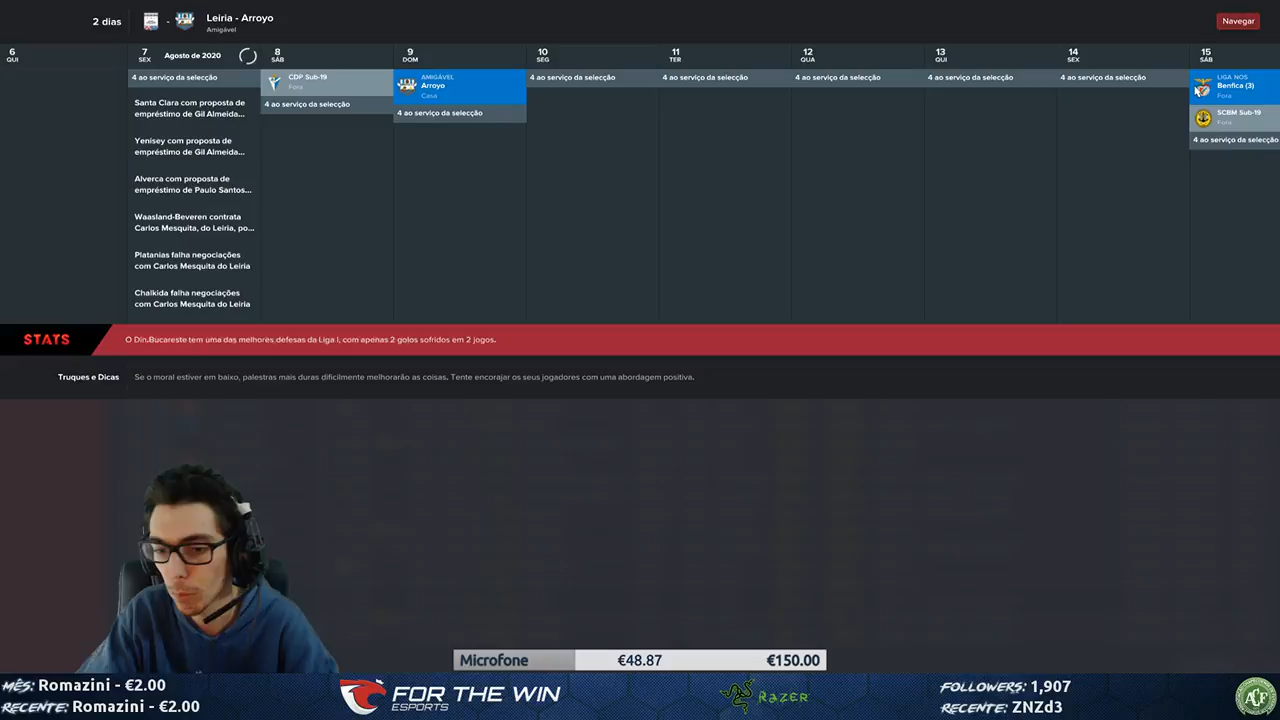 2 dias
-
Leiria - Arroyo
Amigável
Navegar
6
QUI
7
SEX
Agosto de 2020
8
SÁB
9
DOM
10
SEG
11
TER
12
QUA
13
QUI
14
SEX
15
SÁB
4 ao serviço da selecção
Santa Clara com proposta de
empréstimo de Gil Almeida...
Yenisey com proposta de
empréstimo de Gil Almeida...
Alverca com proposta de
empréstimo de Paulo Santos...
Waasland-Beveren contrata
Carlos Mesquita, do Leiria, po...
Platanias falha negociações
com Carlos Mesquita do Leiria
Chalkida falha negociações
com Carlos Mesquita do Leiria
CDP Sub-19
Fora
4 ao serviço da selecção
AMIGÁVEL
Arroyo
Casa
4 ao serviço da selecção
4 ao serviço da selecção
4 ao serviço da selecção
4 ao serviço da selecção
4 ao serviço da selecção
4 ao serviço da selecção
LIGA NOS
Benfica (3)
Fora
SCBM Sub-19
Fora
4 ao serviço da selecção
STATS
O Din.Bucareste tem uma das melhores defesas da Liga I, com apenas 2 golos sofridos em 2 jogos.
Truques e Dicas
Se o moral estiver em baixo, palestras mais duras dificilmente melhorarão as coisas. Tente encorajar os seus jogadores com uma abordagem positiva.
Microfone
€48.87
€150.00
MÊS: Romazini - €2.00
RECENTE: Romazini - €2.00
FOR THE WIN
ESPORTS
RAZER
FOLLOWERS: 1,907
RECENTE: ZNZd3